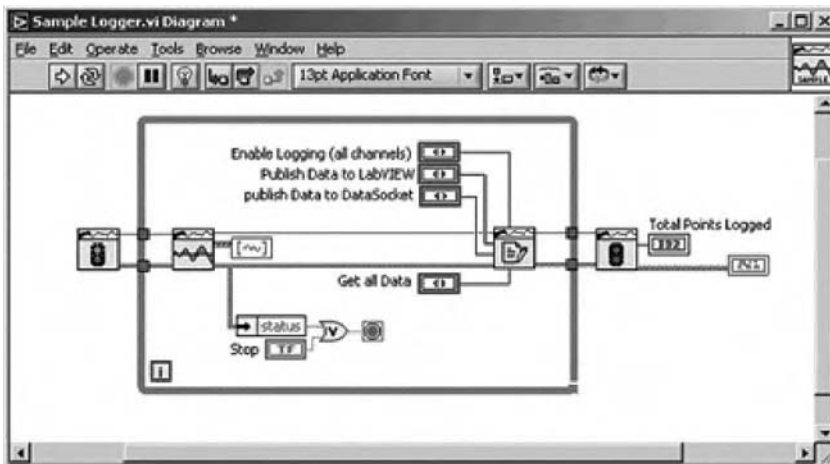 Sample Logger.vi Diagram *
File Edit Operate Tools Browse Window Help
13pt Application Font
SAMPLE
Enable Logging (all channels)
Publish Data to LabVIEW
publish Data to DataSocket
Total Points Logged
I32
Get all Data
status
Stop TF
i